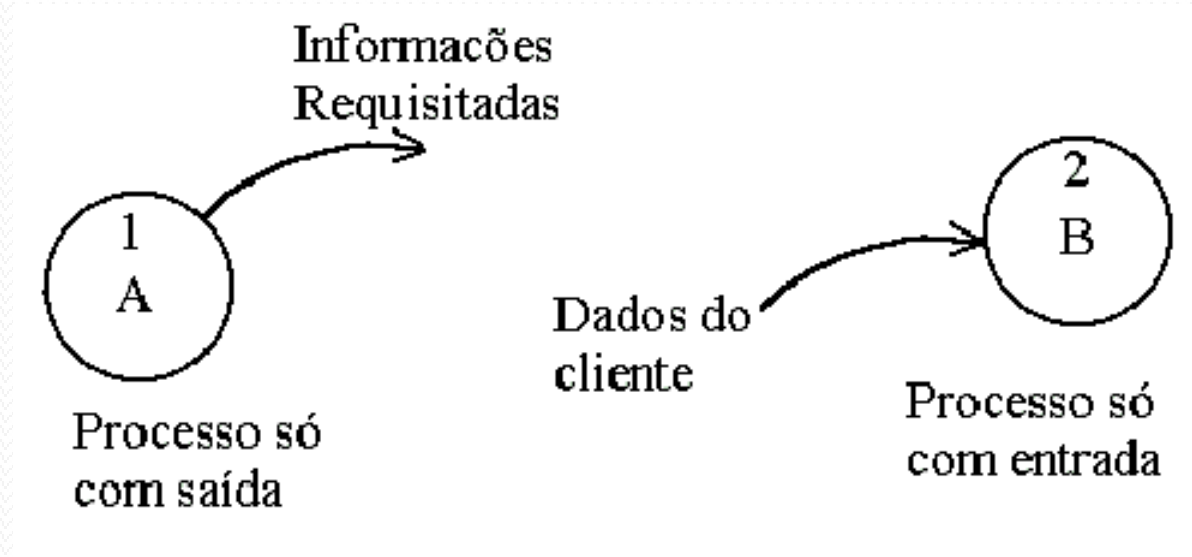 Informacões
Requisitadas
1
A
Processo só
com saída
2
B
Dados do
cliente
Processo só
com entrada